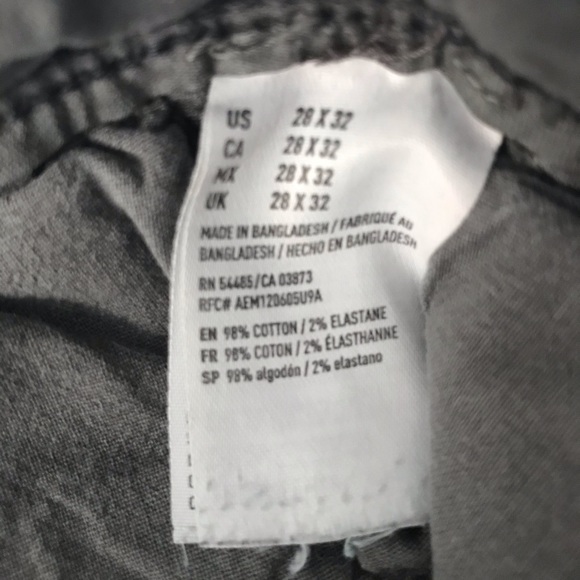 US 28 X 32
CA 28 X 32
MX 28 X 32
UK 28 X 32
MADE IN BANGLADESH / FABRIQUÉ AU
BANGLADESH / HECHO EN BANGLADESH
RN 54485/CA 03873
RFC# AEM120605U9A
EN 98% COTTON / 2% ELASTANE
FR 98% COTON / 2% ÉLASTHANNE
SP 98% algodón / 2% elastano